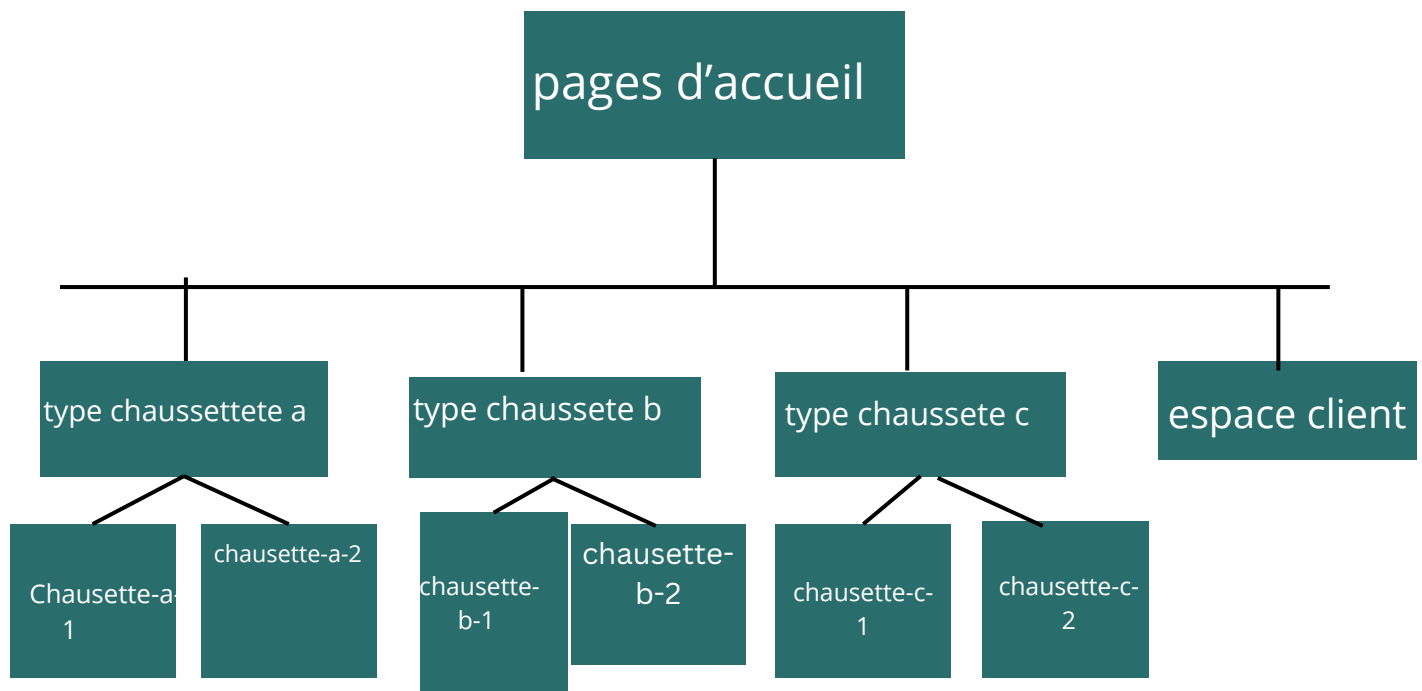 pages d’accueil
type chaussettete a
type chaussete b
type chaussete c
espace client
Chausette-a-
1
chausette-a-2
chausette-
b-1
chausette-
b-2
chausette-c-
1
chausette-c-
2